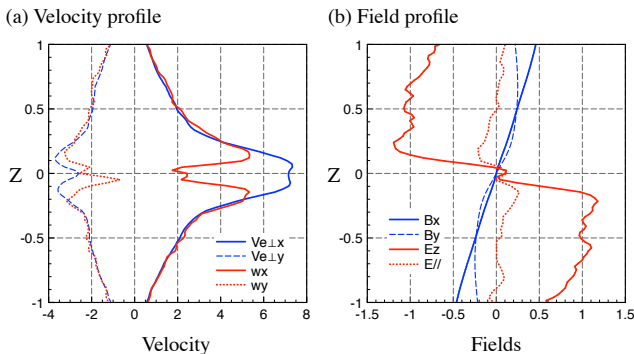 (a) Velocity profile
(b) Field profile
1
0.5
0
-0.5
-1
Z
-4 -2 0 2 4 6 8
Velocity
Ve⊥x
Ve⊥y
wx
wy
1
0.5
0
-0.5
-1
Z
-1.5 -1 -0.5 0 0.5 1 1.5
Fields
Bx
By
Ez
E//